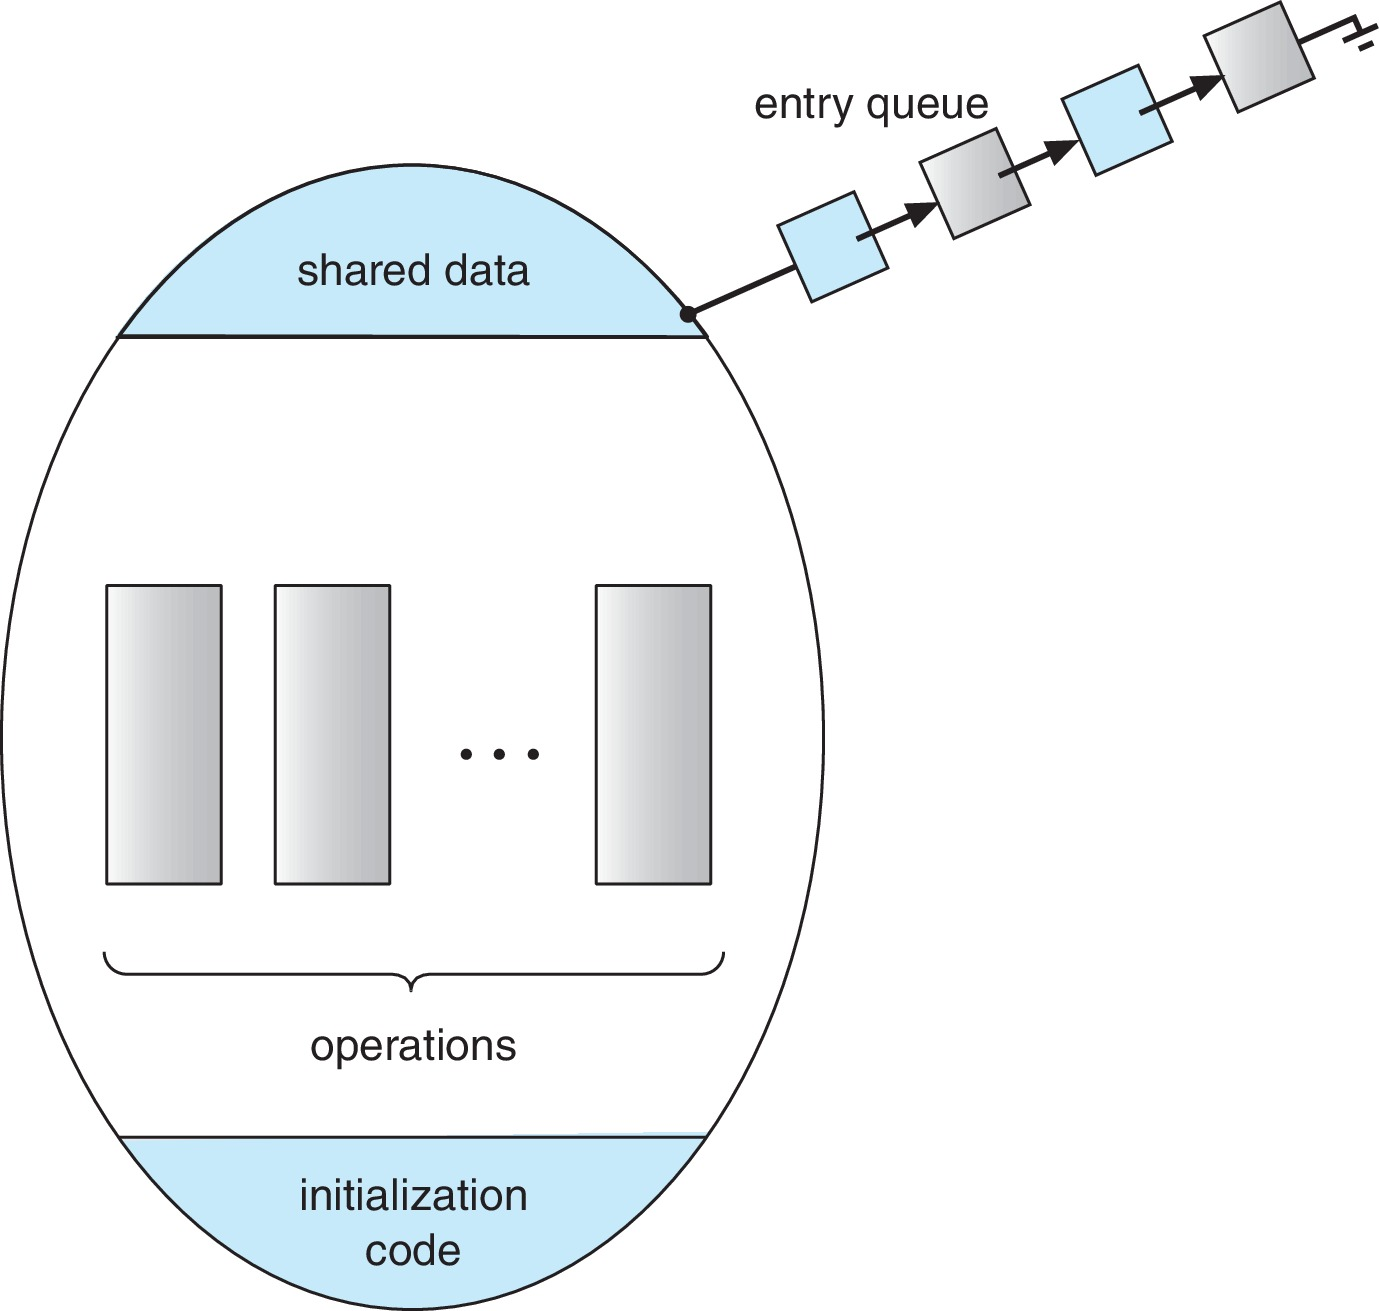 entry queue
shared data
operations
initialization
code